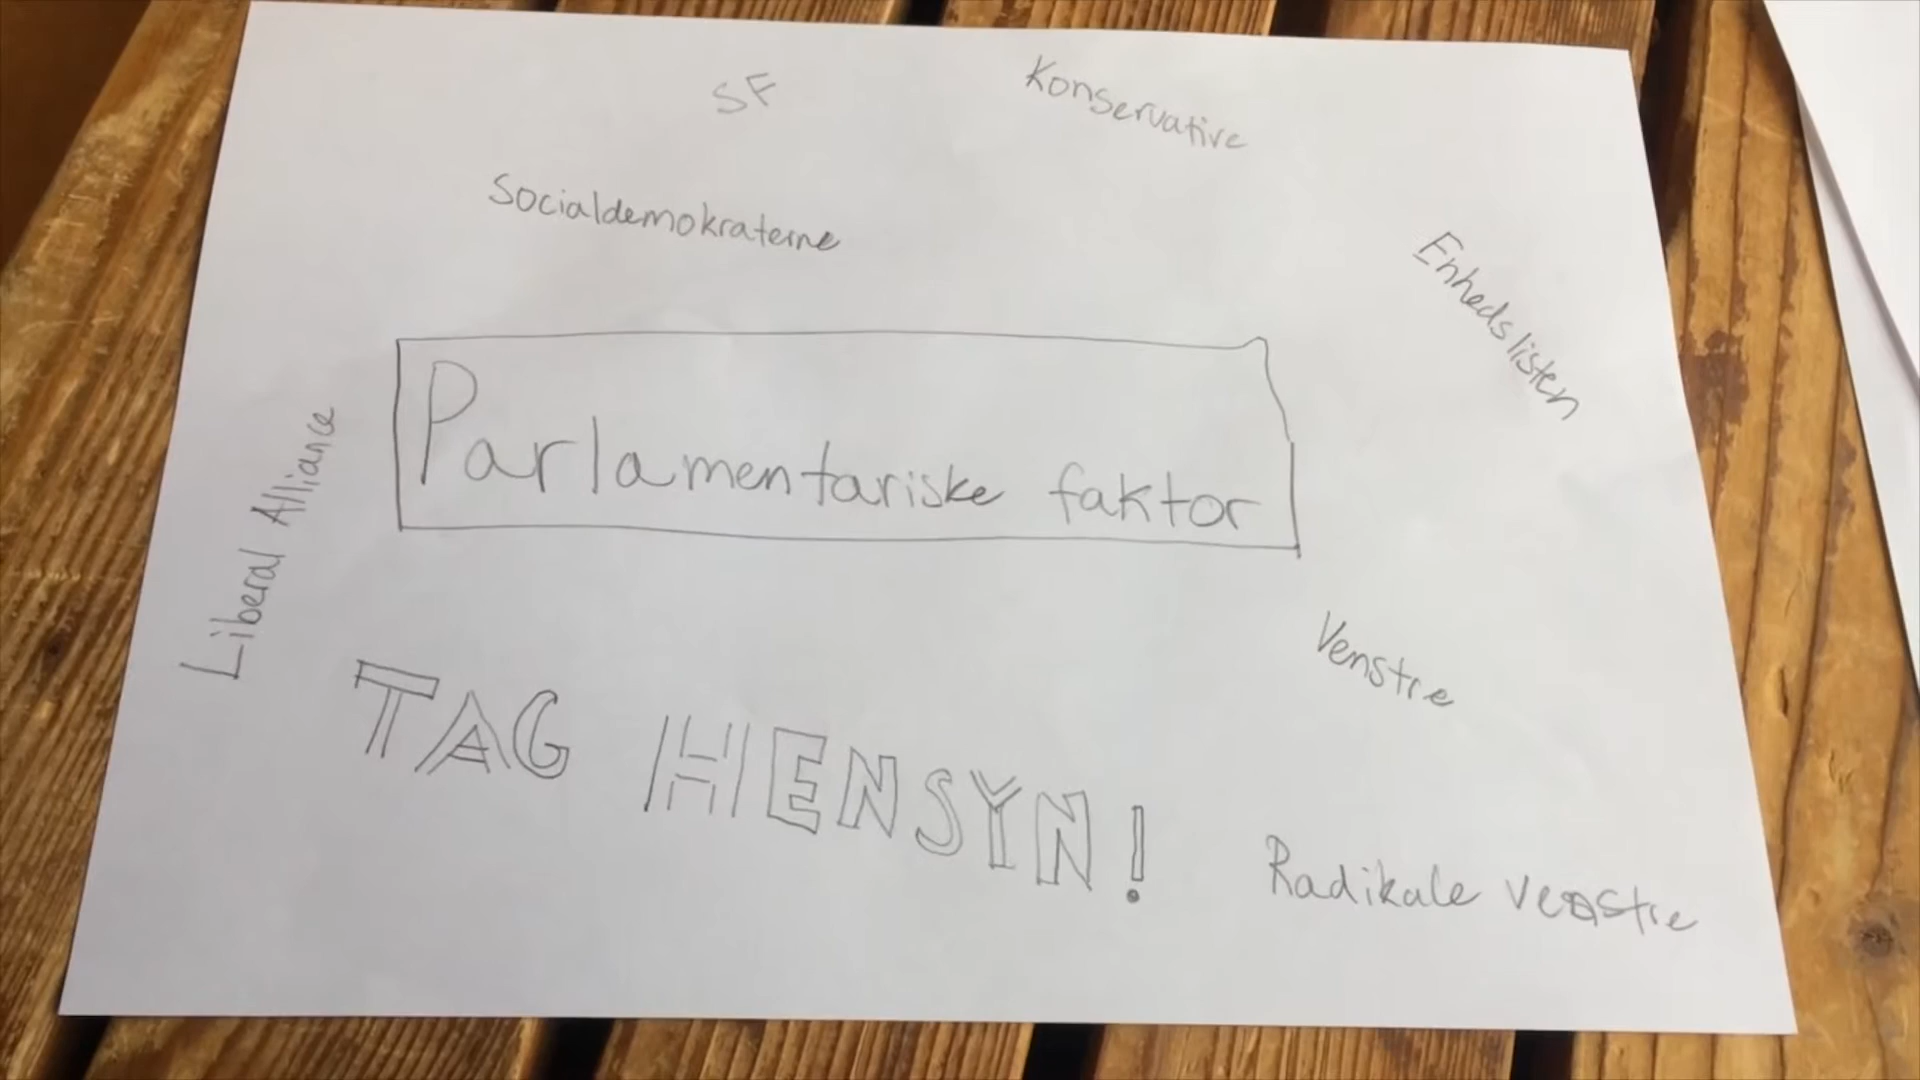 SF
Konservative
Socialdemokraterne
Enhedslisten
Parlamentariske faktor
Liberal Alliance
Venstre
TAG HENSYN!
Radikale venstre